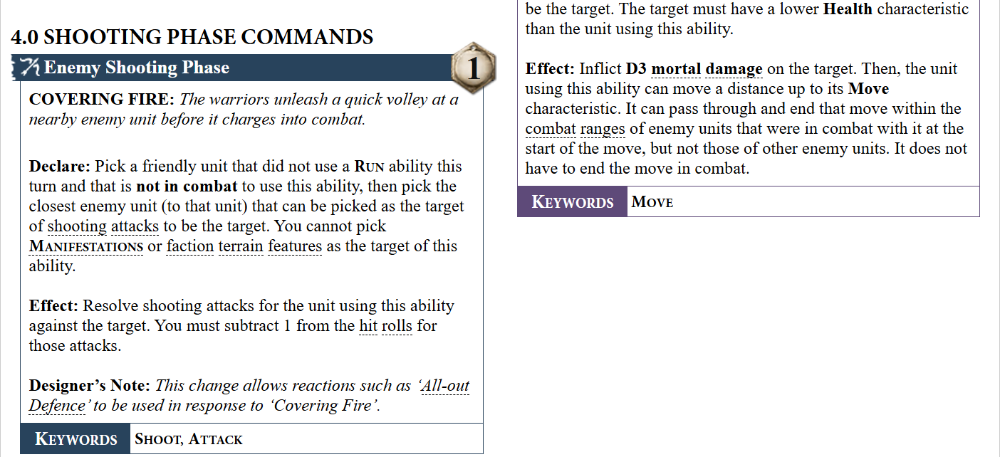 4.0 SHOOTING PHASE COMMANDS
Enemy Shooting Phase
1
COVERING FIRE: The warriors unleash a quick volley at a
nearby enemy unit before it charges into combat.
Declare: Pick a friendly unit that did not use a RUN ability this
turn and that is not in combat to use this ability, then pick the
closest enemy unit (to that unit) that can be picked as the target
of shooting attacks to be the target. You cannot pick
MANIFESTATIONS or faction terrain features as the target of this
ability.
Effect: Resolve shooting attacks for the unit using this ability
against the target. You must subtract 1 from the hit rolls for
those attacks.
Designer’s Note: This change allows reactions such as ‘All-out
Defence’ to be used in response to ‘Covering Fire’.
KEYWORDS SHOOT, ATTACK
be the target. The target must have a lower Health characteristic
than the unit using this ability.
Effect: Inflict D3 mortal damage on the target. Then, the unit
using this ability can move a distance up to its Move
characteristic. It can pass through and end that move within the
combat ranges of enemy units that were in combat with it at the
start of the move, but not those of other enemy units. It does not
have to end the move in combat.
KEYWORDS MOVE